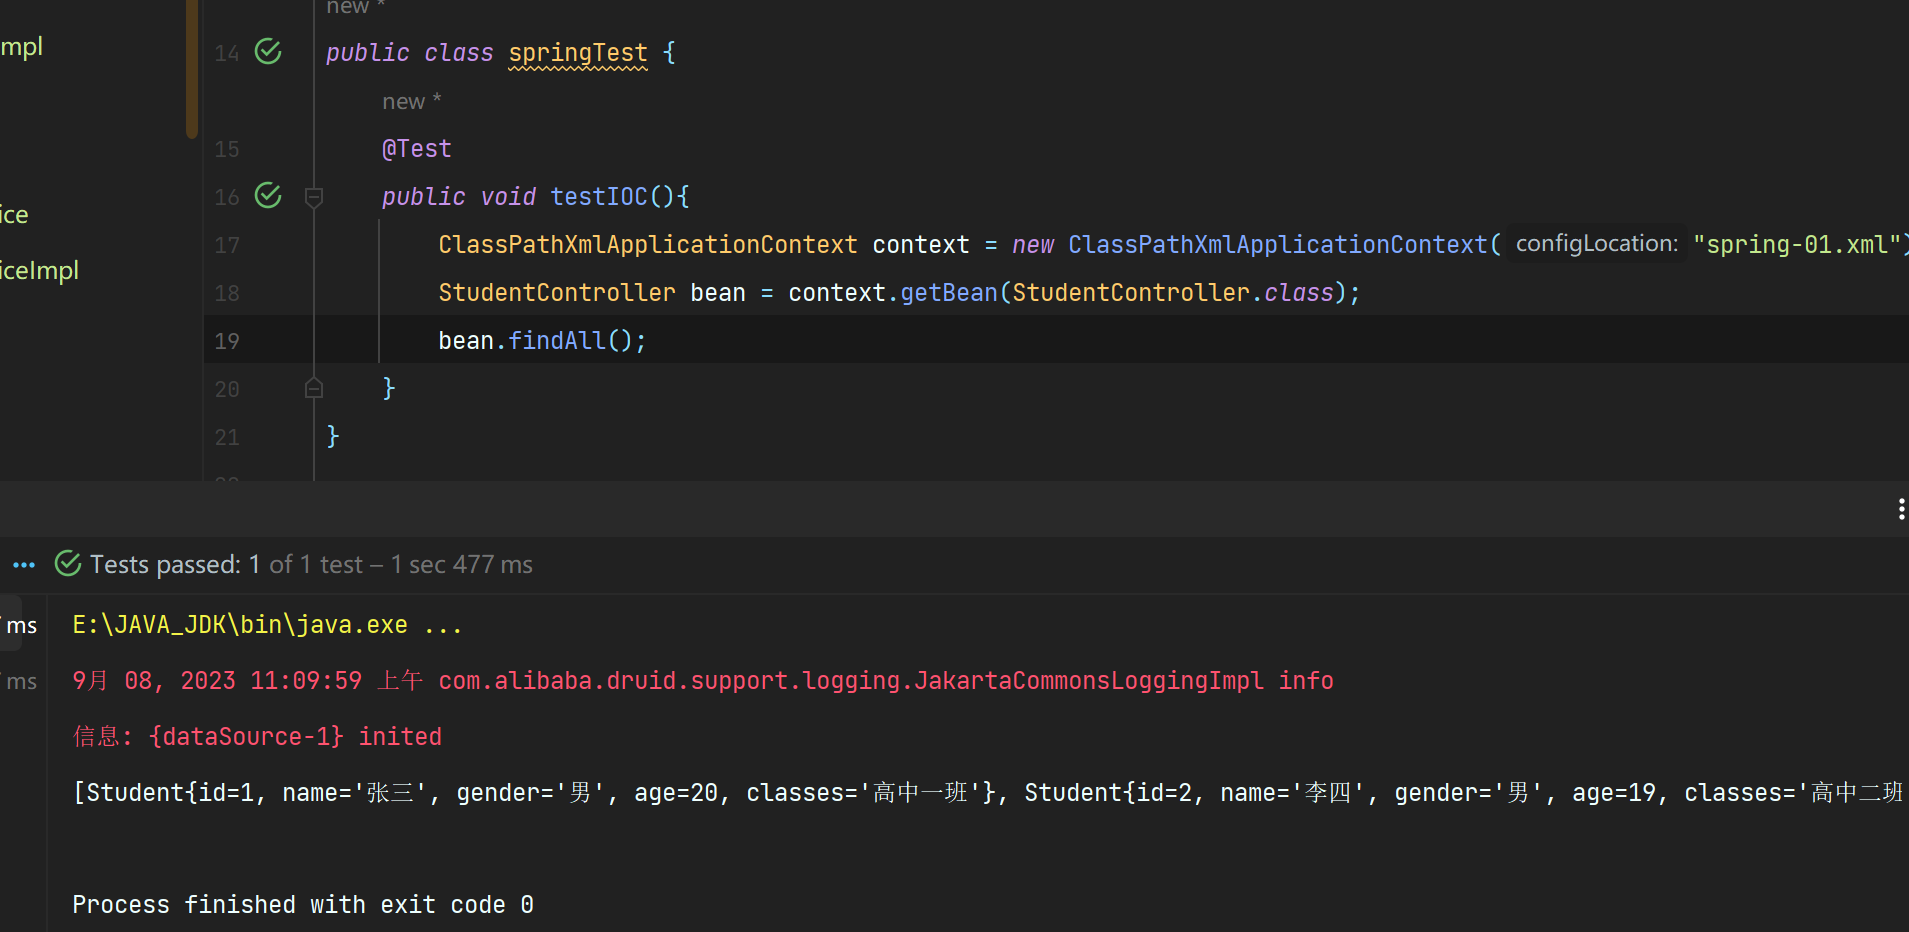 new *
mpl
14 public class springTest {
new *
15 @Test
16 public void testIOC(){
ice
17 ClassPathXmlApplicationContext context = new ClassPathXmlApplicationContext( configLocation: "spring-01.xml")
iceImpl
18 StudentController bean = context.getBean(StudentController.class);
19 bean.findAll();
20 }
21 }
Tests passed: 1 of 1 test – 1 sec 477 ms
ms E:\JAVA_JDK\bin\java.exe ...
ms 9月 08, 2023 11:09:59 上午 com.alibaba.druid.support.logging.JakartaCommonsLoggingImpl info
信息: {dataSource-1} inited
[Student{id=1, name='张三', gender='男', age=20, classes='高中一班'}, Student{id=2, name='李四', gender='男', age=19, classes='高中二班
Process finished with exit code 0